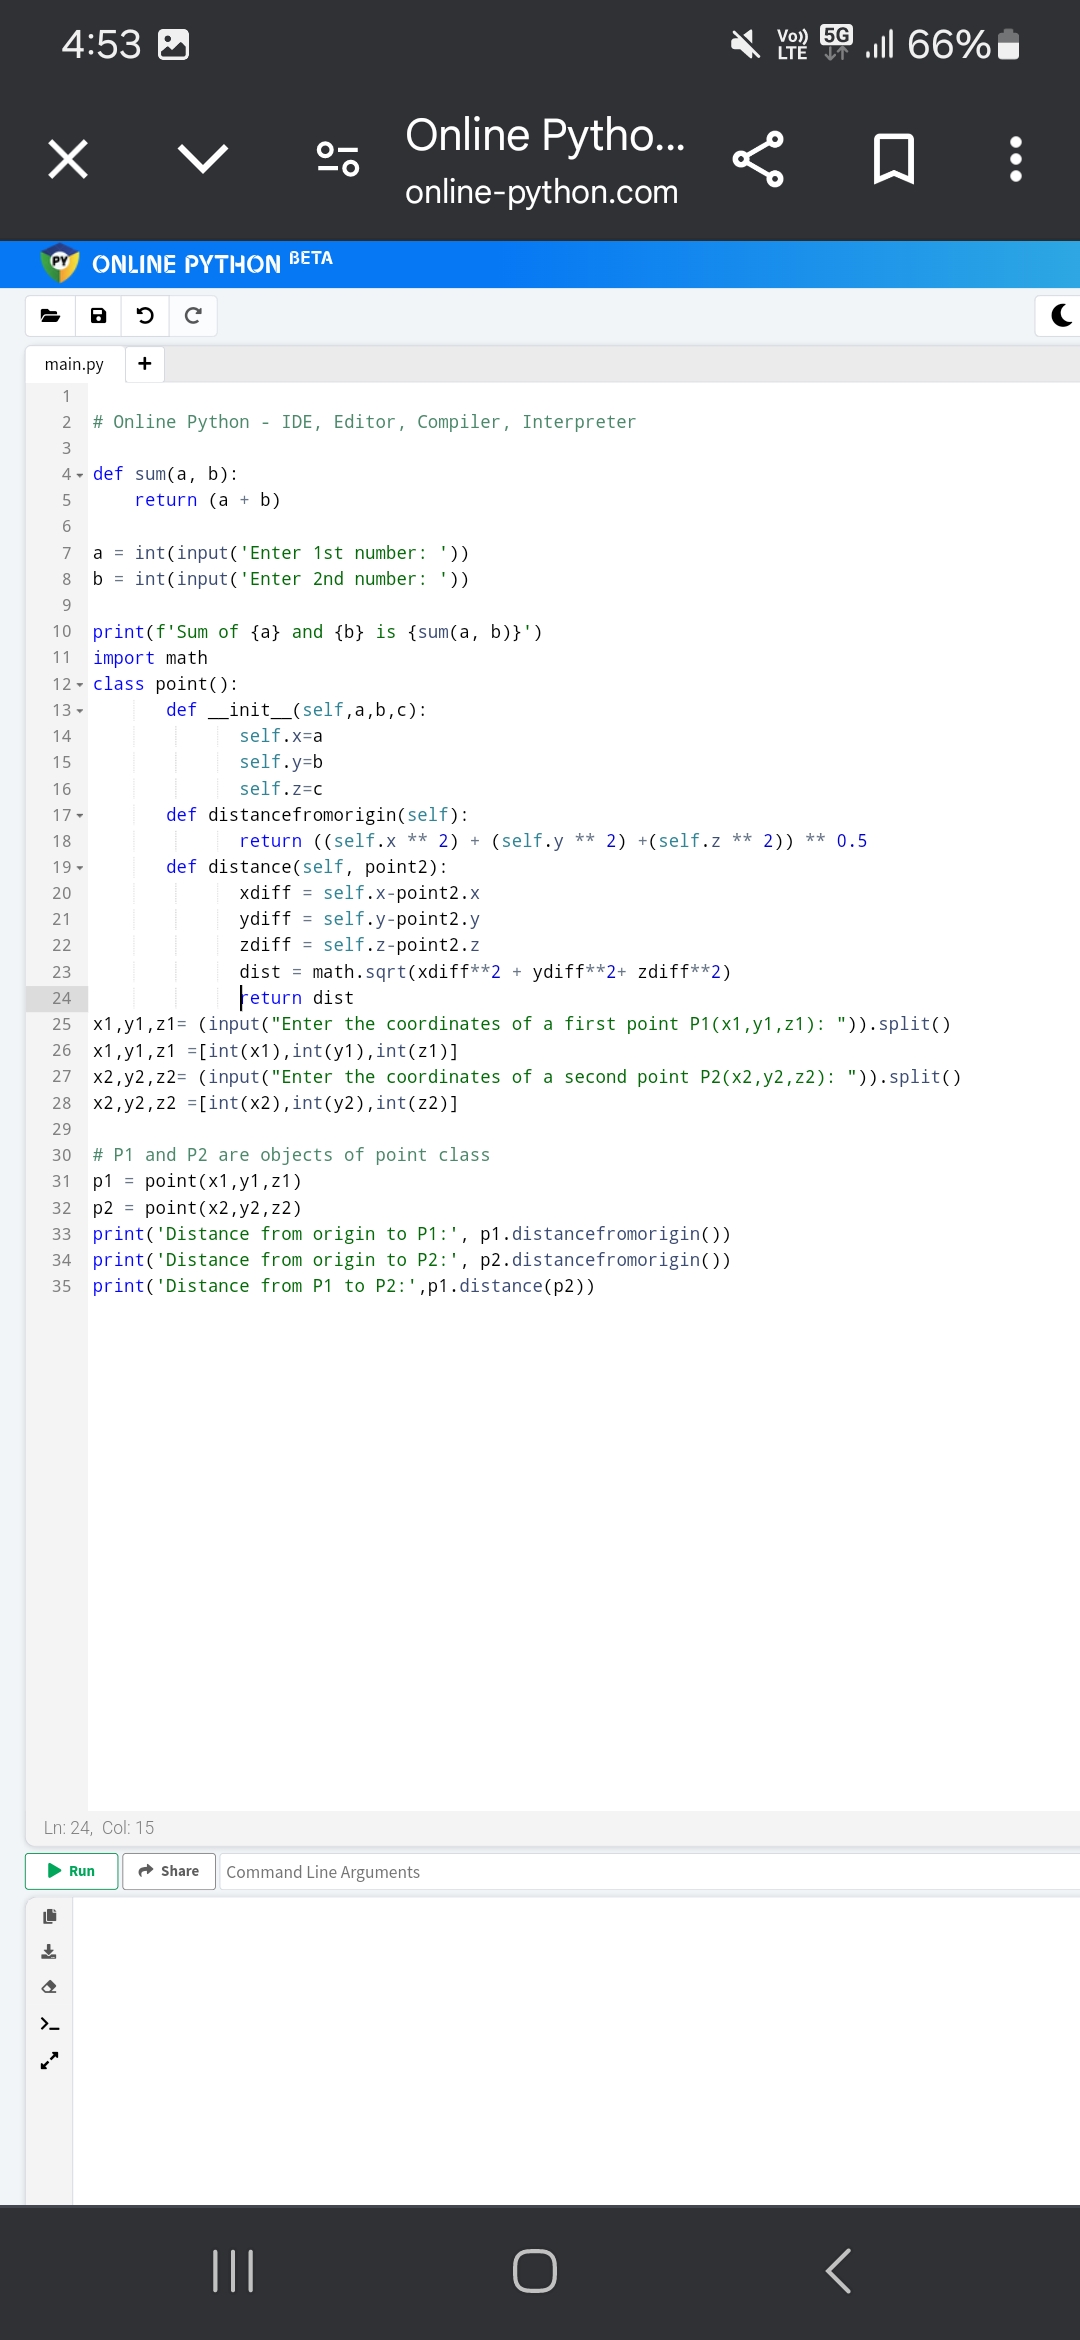 4:53
Vo)) LTE 5G 66%
Online Pytho...
online-python.com
PY ONLINE PYTHON BETA
main.py +
1
2 # Online Python - IDE, Editor, Compiler, Interpreter
3
4 def sum(a, b):
5     return (a + b)
6
7 a = int(input('Enter 1st number: '))
8 b = int(input('Enter 2nd number: '))
9
10 print(f'Sum of {a} and {b} is {sum(a, b)}')
11 import math
12 class point():
13        def __init__(self,a,b,c):
14               self.x=a
15               self.y=b
16               self.z=c
17        def distancefromorigin(self):
18               return ((self.x ** 2) + (self.y ** 2) +(self.z ** 2)) ** 0.5
19        def distance(self, point2):
20               xdiff = self.x-point2.x
21               ydiff = self.y-point2.y
22               zdiff = self.z-point2.z
23               dist = math.sqrt(xdiff**2 + ydiff**2+ zdiff**2)
24               return dist
25 x1,y1,z1= (input("Enter the coordinates of a first point P1(x1,y1,z1): ")).split()
26 x1,y1,z1 =[int(x1),int(y1),int(z1)]
27 x2,y2,z2= (input("Enter the coordinates of a second point P2(x2,y2,z2): ")).split()
28 x2,y2,z2 =[int(x2),int(y2),int(z2)]
29
30 # P1 and P2 are objects of point class
31 p1 = point(x1,y1,z1)
32 p2 = point(x2,y2,z2)
33 print('Distance from origin to P1:', p1.distancefromorigin())
34 print('Distance from origin to P2:', p2.distancefromorigin())
35 print('Distance from P1 to P2:',p1.distance(p2))
Ln: 24, Col: 15
Run Share Command Line Arguments